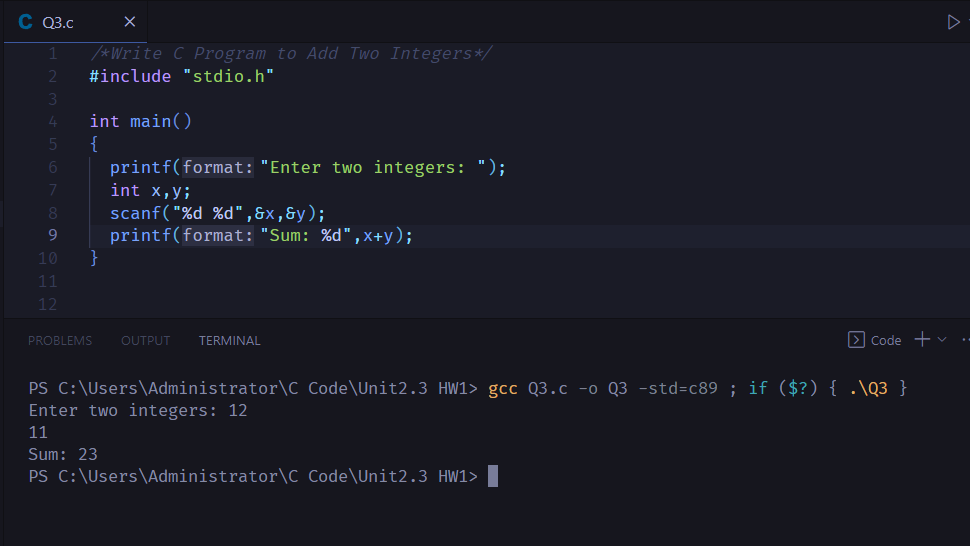 C Q3.c ×
1 /*Write C Program to Add Two Integers*/
2 #include "stdio.h"
3
4 int main()
5 {
6 printf(format: "Enter two integers: ");
7 int x,y;
8 scanf("%d %d",&x,&y);
9 printf(format: "Sum: %d",x+y);
10 }
11
12
PROBLEMS OUTPUT TERMINAL Code
PS C:\Users\Administrator\C Code\Unit2.3 HW1> gcc Q3.c -o Q3 -std=c89 ; if ($?) { .\Q3 }
Enter two integers: 12
11
Sum: 23
PS C:\Users\Administrator\C Code\Unit2.3 HW1>